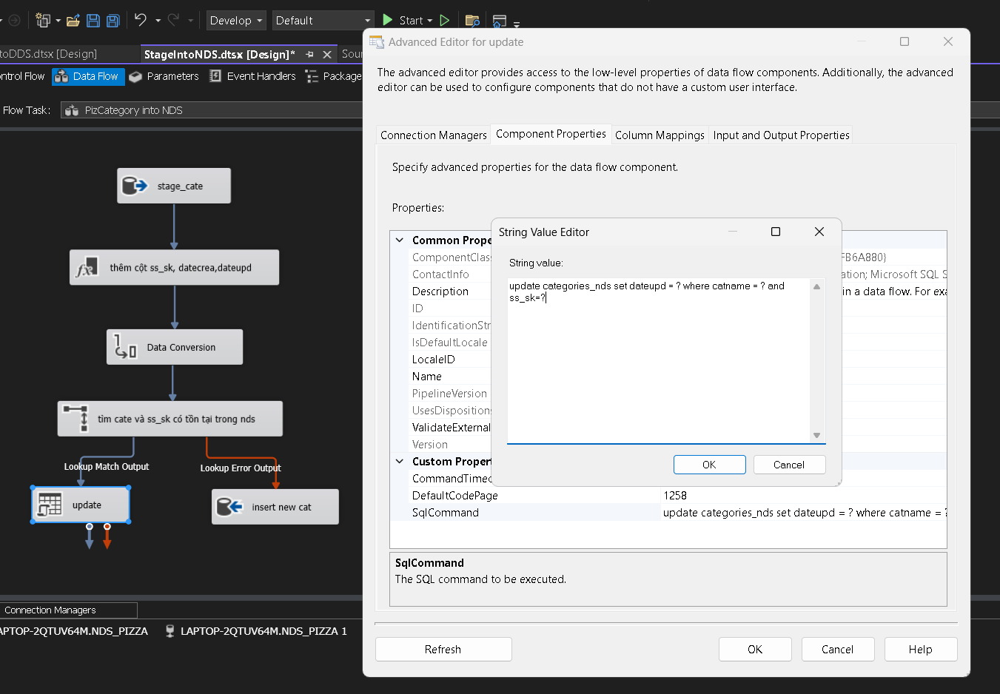 Develop
Default
Start
toDDS.dtsx [Design]
StageIntoNDS.dtsx [Design]*
Sour
ontrol Flow
Data Flow
Parameters
Event Handlers
Package
Flow Task:
PizCategory into NDS
stage_cate
thêm cột ss_sk, datecrea,dateupd
Data Conversion
tìm cate và ss_sk có tồn tại trong nds
Lookup Match Output
Lookup Error Output
update
insert new cat
Connection Managers
APTOP-2QTUV64M.NDS_PIZZA
LAPTOP-2QTUV64M.NDS_PIZZA 1
Advanced Editor for update
The advanced editor provides access to the low-level properties of data flow components. Additionally, the advanced
editor can be used to configure components that do not have a custom user interface.
Connection Managers
Component Properties
Column Mappings
Input and Output Properties
Specify advanced properties for the data flow component.
Properties:
Common Prope
ComponentClas
FB6A880}
ContactInfo
ation; Microsoft SQL S
Description
in a data flow. For exa
ID
IdentificationStr
IsDefaultLocale
LocaleID
Name
PipelineVersion
UsesDispositions
ValidateExternal
Version
Custom Propert
CommandTimeo
DefaultCodePage
1258
SqlCommand
update categories_nds set dateupd = ? where catname = ?
String Value Editor
String value:
update categories_nds set dateupd = ? where catname = ? and
ss_sk=?
OK
Cancel
SqlCommand
The SQL command to be executed.
Refresh
OK
Cancel
Help